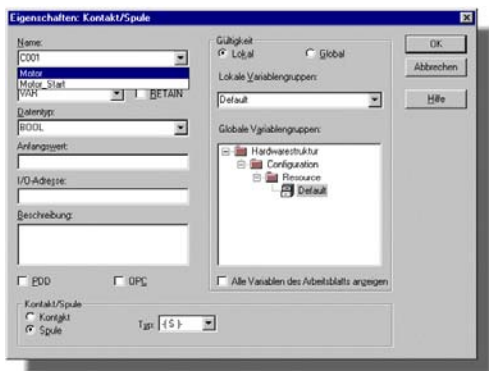 Eigenschaften: Kontakt/Spule
Name:
C001
Motor
Motor_Start
VAR
RETAIN
Datentyp:
BOOL
Anfangswert:
I/O-Adresse:
Beschreibung:
PDD
OPC
Gültigkeit
Lokal
Global
Lokale Variablengruppen:
Default
Globale Variablengruppen:
Hardwarestruktur
Configuration
Resource
Default
Alle Variablen des Arbeitsblatts anzeigen
OK
Abbrechen
Hilfe
Kontakt/Spule
Kontakt
Spule
Typ:
{S}